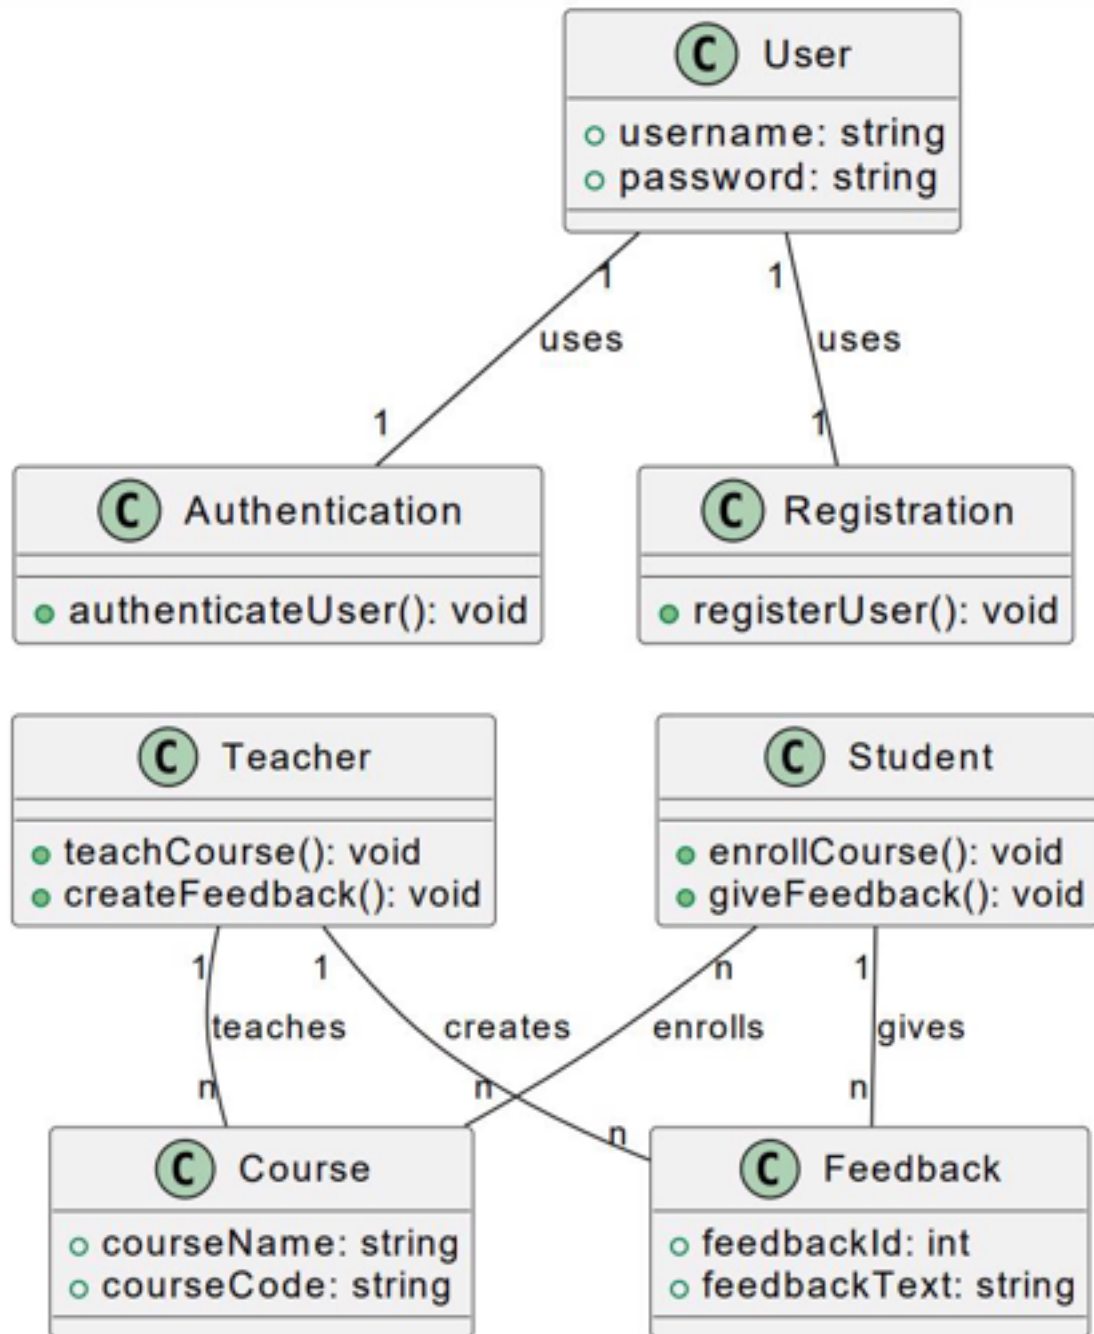 C User
username: string
password: string
1 1
uses uses
1 1
C Authentication C Registration
authenticateUser(): void registerUser(): void
C Teacher C Student
teachCourse(): void enrollCourse(): void
createFeedback(): void giveFeedback(): void
1 1 n 1
teaches creates enrolls gives
n n n
n
C Course C Feedback
courseName: string feedbackId: int
courseCode: string feedbackText: string